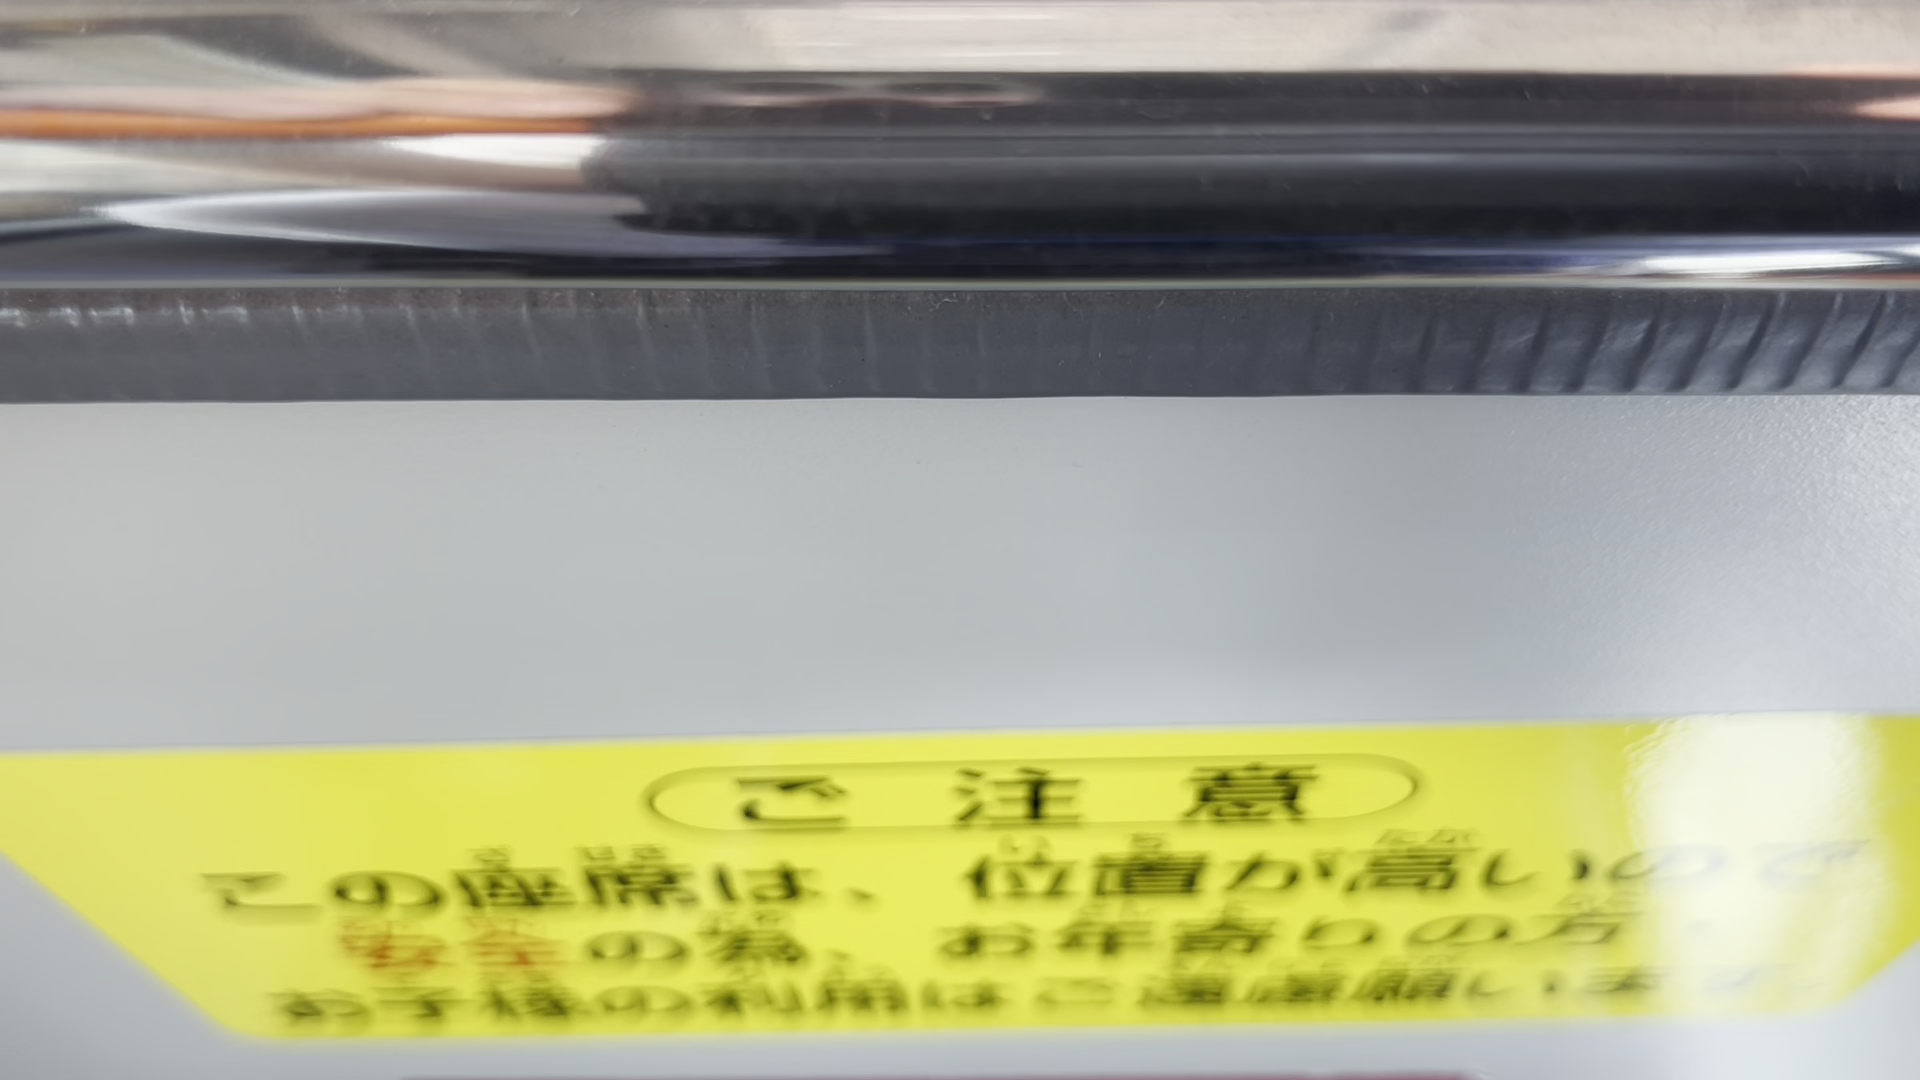 ご注意
この座席は、位置が高いので
安全の為、お年寄りの方
お子様の利用はご遠慮願います。